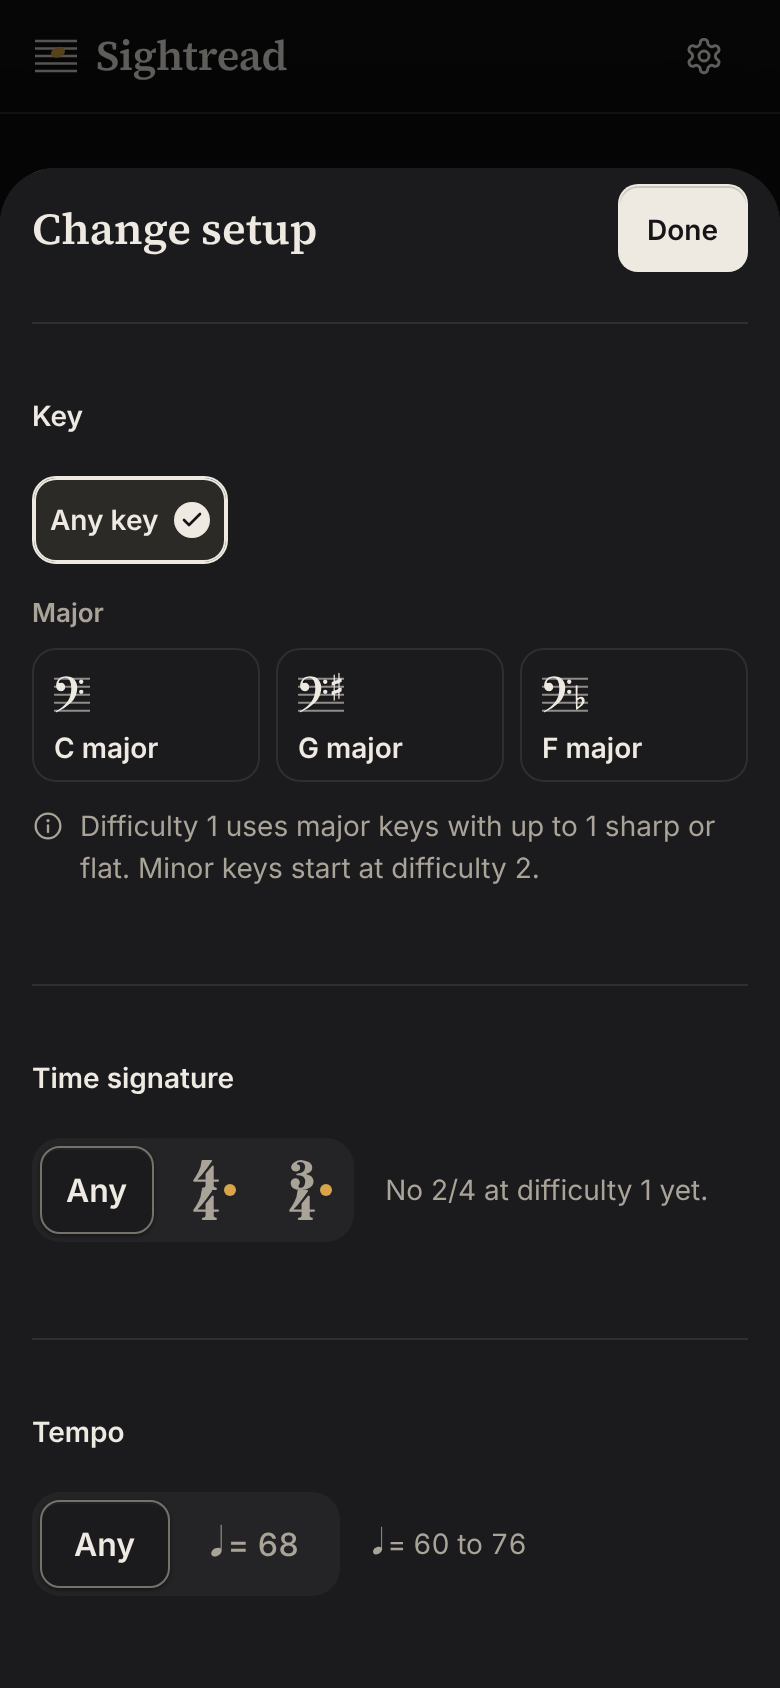 Sightread
Change setup
Done
Key
Any key
Major
C major
G major
F major
Difficulty 1 uses major keys with up to 1 sharp or
flat. Minor keys start at difficulty 2.
Time signature
Any
4
4
3
4
No 2/4 at difficulty 1 yet.
Tempo
Any
♩= 68
♩= 60 to 76